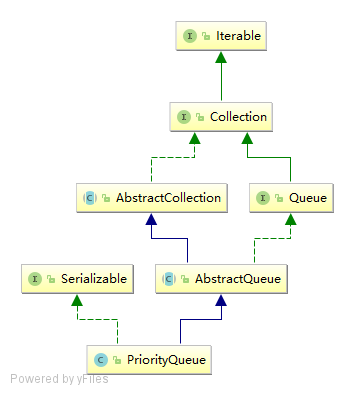 I Iterable
I Collection
C AbstractCollection
I Queue
I Serializable
C AbstractQueue
C PriorityQueue
Powered by yFiles